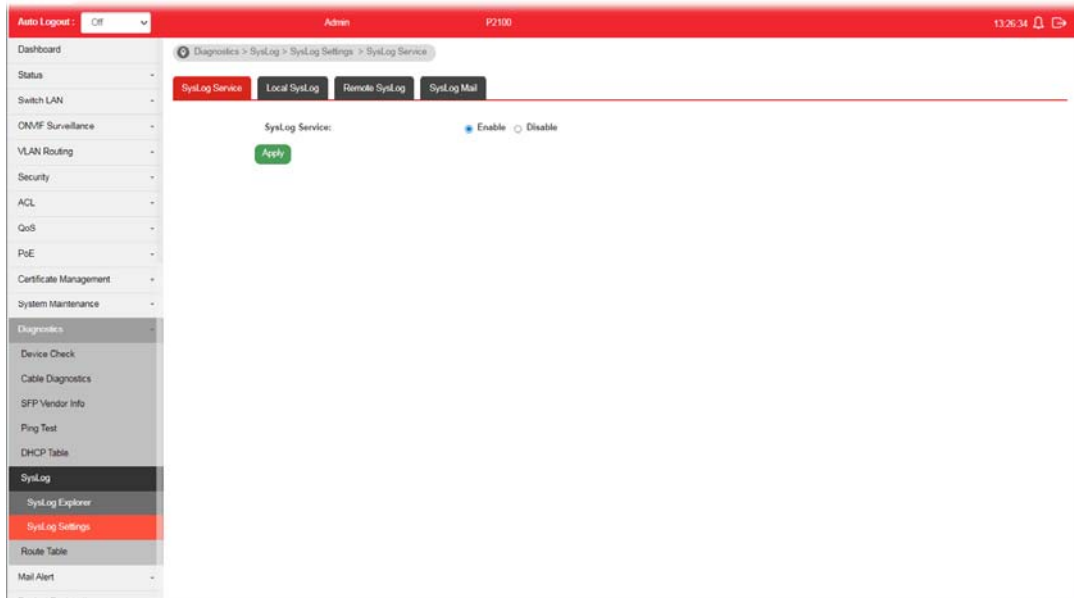 Auto Logout : Off Admin P2100 13:26:34
Dashboard
Diagnostics > SysLog > SysLog Settings > SysLog Service
Status
SysLog Service Local SysLog Remote SysLog SysLog Mail
Switch LAN
ONVIF Surveillance
SysLog Service: Enable Disable
VLAN Routing
Apply
Security
ACL
QoS
PoE
Certificate Management
System Maintenance
Diagnostics
Device Check
Cable Diagnostics
SFP Vendor Info
Ping Test
DHCP Table
SysLog
SysLog Explorer
SysLog Settings
Route Table
Mail Alert